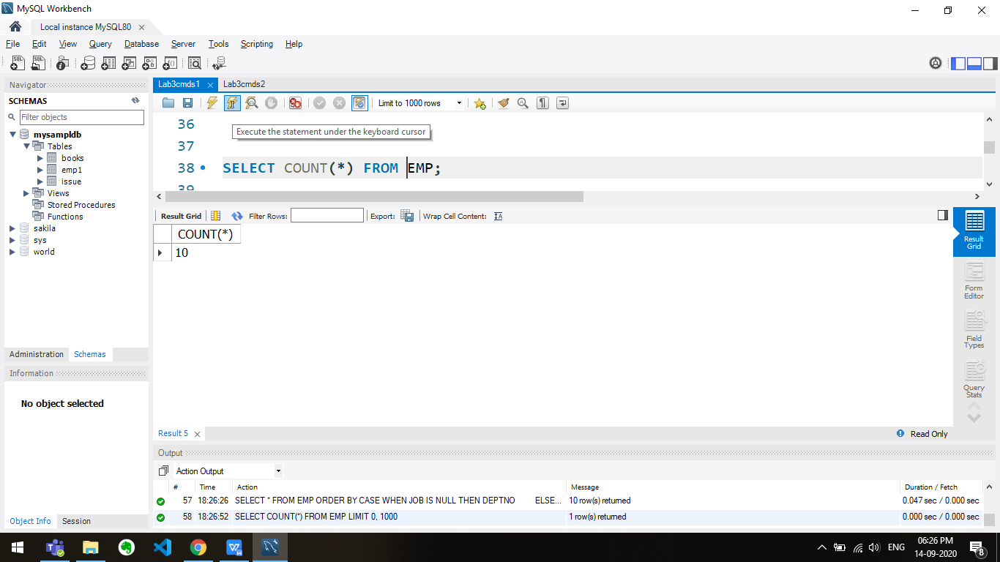 MySQL Workbench
Local instance MySQL80
File Edit View Query Database Server Tools Scripting Help
Navigator
SCHEMAS
Filter objects
mysampldb
Tables
books
emp1
issue
Views
Stored Procedures
Functions
sakila
sys
world
Administration Schemas
Information
No object selected
Object Info Session
Lab3cmds1 Lab3cmds2
Limit to 1000 rows
36
Execute the statement under the keyboard cursor
37
38 SELECT COUNT(*) FROM EMP;
39
Result Grid Filter Rows: Export: Wrap Cell Content:
COUNT(*)
10
Result Grid
Form Editor
Field Types
Query Stats
Result 5
Read Only
Output
Action Output
# Time Action Message Duration / Fetch
57 18:26:26 SELECT * FROM EMP ORDER BY CASE WHEN JOB IS NULL THEN DEPTNO ELSE... 10 row(s) returned 0.047 sec / 0.000 sec
58 18:26:52 SELECT COUNT(*) FROM EMP LIMIT 0, 1000 1 row(s) returned 0.000 sec / 0.000 sec
ENG
06:26 PM
14-09-2020
8